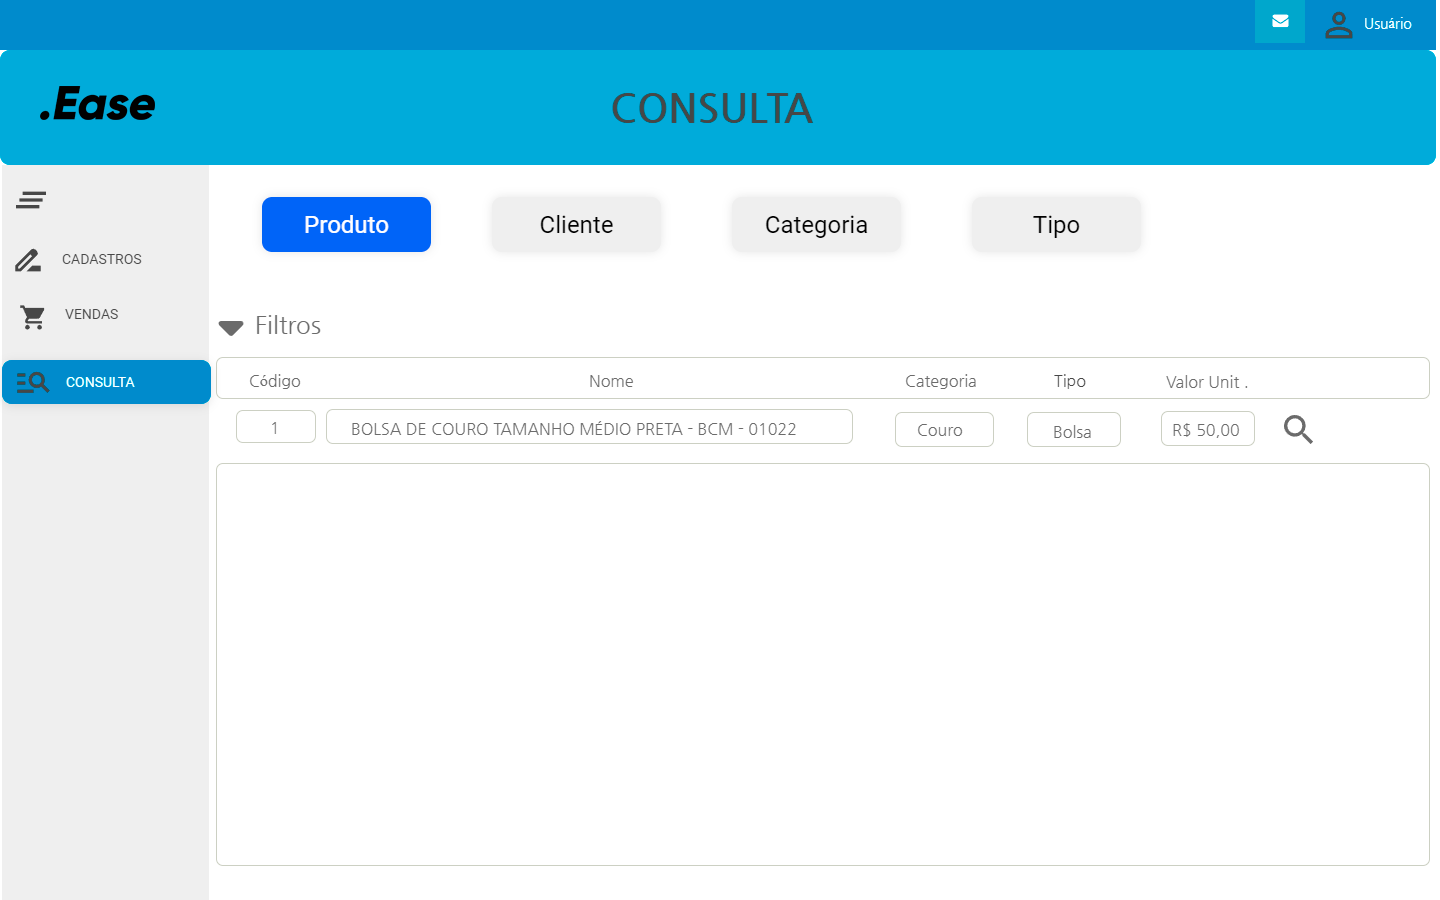 Usuário
.Ease
CONSULTA
Produto Cliente Categoria Tipo
CADASTROS
VENDAS
CONSULTA
Filtros
Código Nome Categoria Tipo Valor Unit .
1 BOLSA DE COURO TAMANHO MÉDIO PRETA - BCM - 01022 Couro Bolsa R$ 50,00